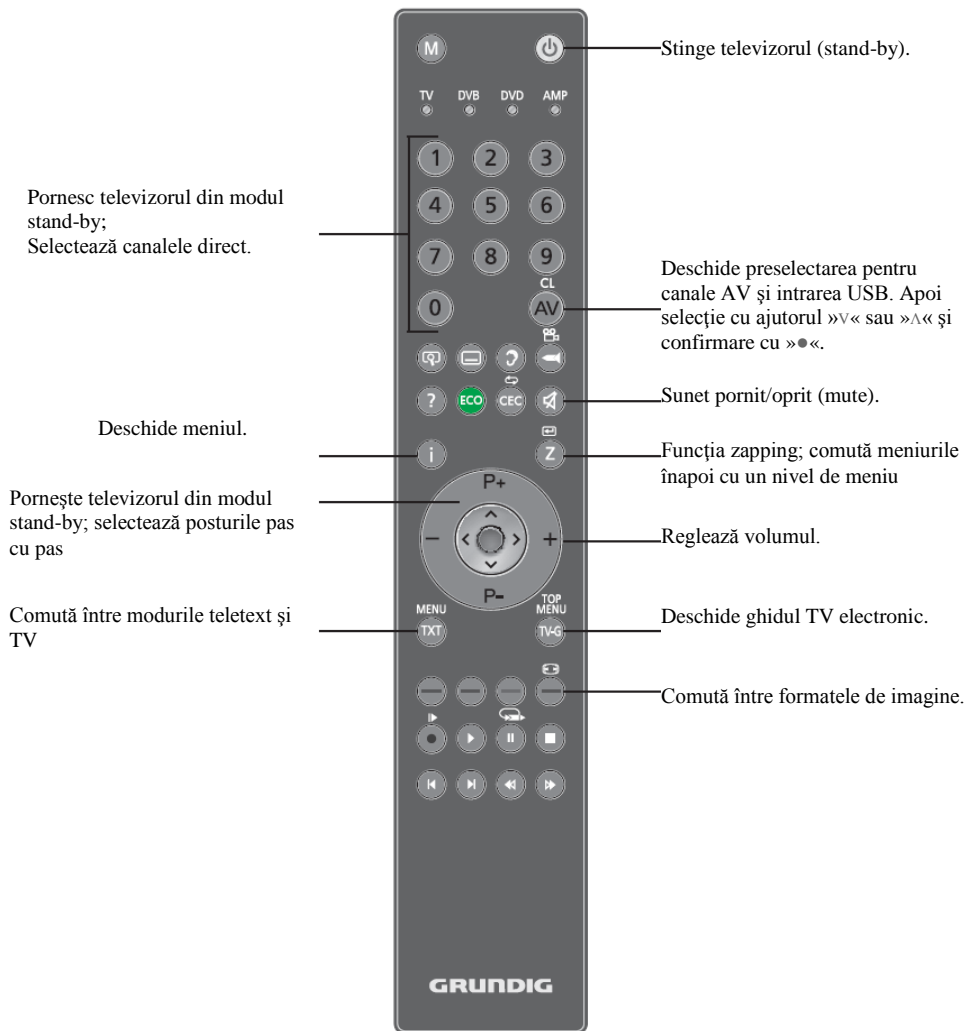 M
Stinge televizorul (stand-by).
TV DVB DVD AMP
1 2 3
Pornesc televizorul din modul
stand-by;
Selectează canalele direct.
4 5 6
7 8 9
CL
0 AV
Deschide preselectarea pentru
canale AV şi intrarea USB. Apoi
selecţie cu ajutorul »v« sau »ʌ« şi
confirmare cu »●«.
? ECO CEC
Sunet pornit/oprit (mute).
Deschide meniul.
i Z
Funcţia zapping; comută meniurile
înapoi cu un nivel de meniu
P+
Porneşte televizorul din modul
stand-by; selectează posturile pas
cu pas
- +
Reglează volumul.
P-
Comută între modurile teletext şi
TV
MENU
TXT
TOP
MENU
TV-G
Deschide ghidul TV electronic.
Comută între formatele de imagine.
GRUNDIG